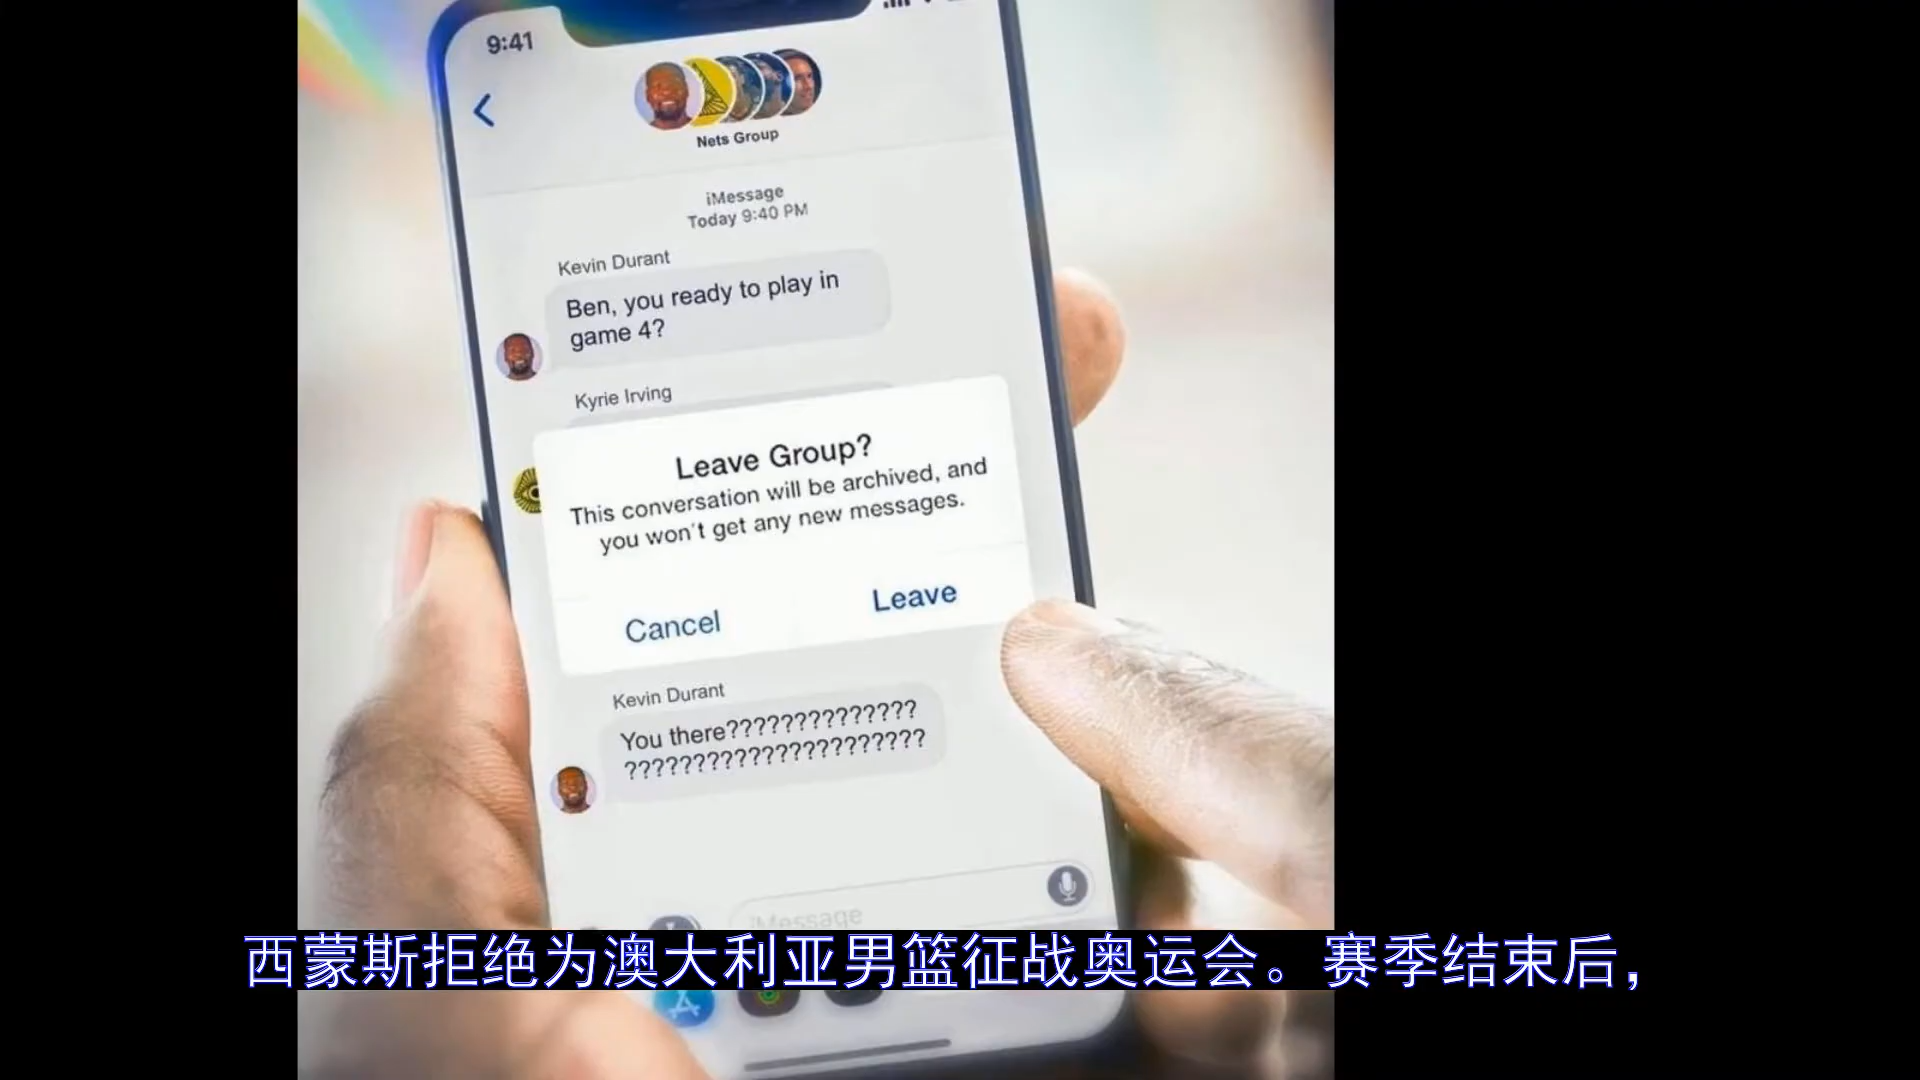 9:41
Nets Group
iMessage
Today 9:40 PM
Kevin Durant
Ben, you ready to play in
game 4?
Kyrie Irving
Leave Group?
This conversation will be archived, and
you won't get any new messages.
Cancel
Leave
Kevin Durant
You there??????????????
??????????????????????
iMessage
西蒙斯拒绝为澳大利亚男篮征战奥运会。赛季结束后，